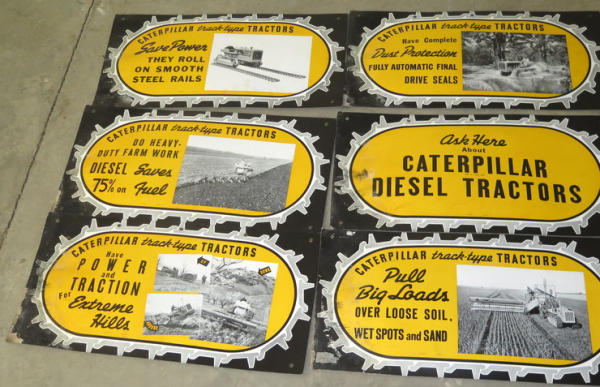 CATERPILLAR track-type TRACTORS
Save Power
THEY ROLL
ON SMOOTH
STEEL RAILS
CATERPILLAR track-type TRACTORS
Have Complete
Dust Protection
FULLY AUTOMATIC FINAL
DRIVE SEALS
CATERPILLAR track-type TRACTORS
DO HEAVY-
DUTY FARM WORK
DIESEL Saves
75% on Fuel
Ask Here
About
CATERPILLAR
DIESEL TRACTORS
CATERPILLAR track-type TRACTORS
Have
POWER
and
TRACTION
For Extreme
Hills
CATERPILLAR track-type TRACTORS
Pull
Big Loads
OVER LOOSE SOIL,
WET SPOTS and SAND